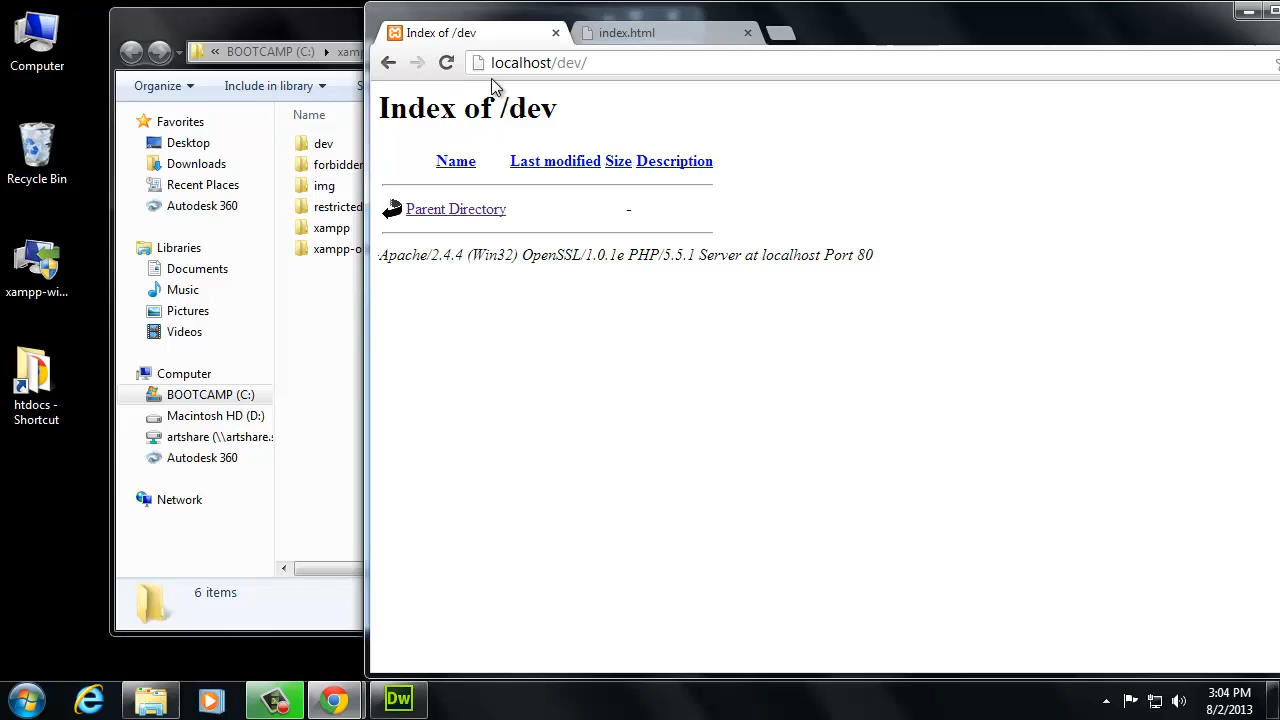 Computer
Recycle Bin
xampp-wi...
htdocs -
Shortcut
BOOTCAMP (C:)
xam
Organize
Include in library
S
Favorites
Desktop
Downloads
Recent Places
Autodesk 360
Libraries
Documents
Music
Pictures
Videos
Computer
BOOTCAMP (C:)
Macintosh HD (D:)
artshare (\\artshare.s
Autodesk 360
Network
Name
dev
forbidden
img
restricted
xampp
xampp-o
6 items
Index of /dev
index.html
localhost/dev/
Index of /dev
Name Last modified Size Description
Parent Directory -
Apache/2.4.4 (Win32) OpenSSL/1.0.1e PHP/5.5.1 Server at localhost Port 80
Dw
3:04 PM
8/2/2013